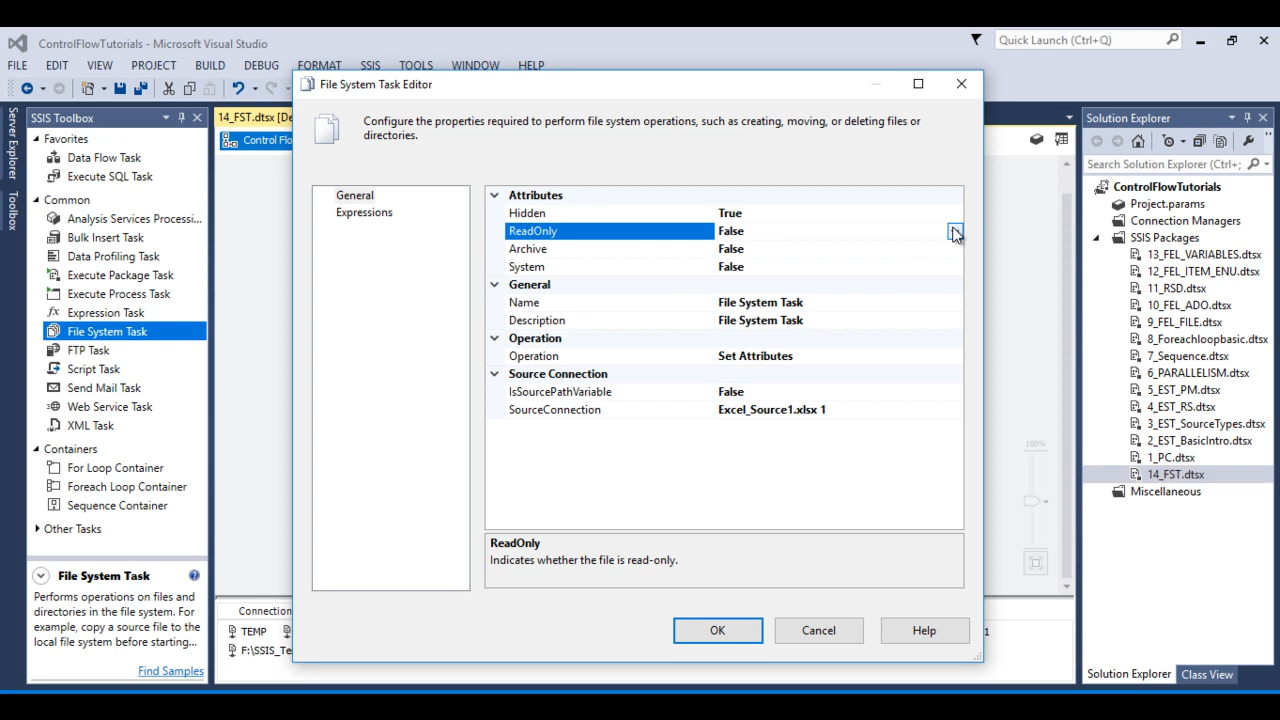 ControlFlowTutorials - Microsoft Visual Studio
Quick Launch (Ctrl+Q)
FILE EDIT VIEW PROJECT BUILD DEBUG FORMAT SSIS TOOLS WINDOW HELP
Server Explorer
Toolbox
SSIS Toolbox
Favorites
Data Flow Task
Execute SQL Task
Common
Analysis Services Processi...
Bulk Insert Task
Data Profiling Task
Execute Package Task
Execute Process Task
Expression Task
File System Task
FTP Task
Script Task
Send Mail Task
Web Service Task
XML Task
Containers
For Loop Container
Foreach Loop Container
Sequence Container
Other Tasks
File System Task
Performs operations on files and
directories in the file system. For
example, copy a source file to the
local file system before starting...
Find Samples
14_FST.dtsx [De
Control Flo
100%
Connection
TEMP
F:\SSIS_Te
1
File System Task Editor
Configure the properties required to perform file system operations, such as creating, moving, or deleting files or
directories.
General
Expressions
Attributes
Hidden True
ReadOnly False
Archive False
System False
General
Name File System Task
Description File System Task
Operation
Operation Set Attributes
Source Connection
IsSourcePathVariable False
SourceConnection Excel_Source1.xlsx 1
ReadOnly
Indicates whether the file is read-only.
OK Cancel Help
Solution Explorer
Search Solution Explorer (Ctrl+;
ControlFlowTutorials
Project.params
Connection Managers
SSIS Packages
13_FEL_VARIABLES.dtsx
12_FEL_ITEM_ENU.dtsx
11_RSD.dtsx
10_FEL_ADO.dtsx
9_FEL_FILE.dtsx
8_Foreachloopbasic.dtsx
7_Sequence.dtsx
6_PARALLELISM.dtsx
5_EST_PM.dtsx
4_EST_RS.dtsx
3_EST_SourceTypes.dtsx
2_EST_BasicIntro.dtsx
1_PC.dtsx
14_FST.dtsx
Miscellaneous
Solution Explorer Class View